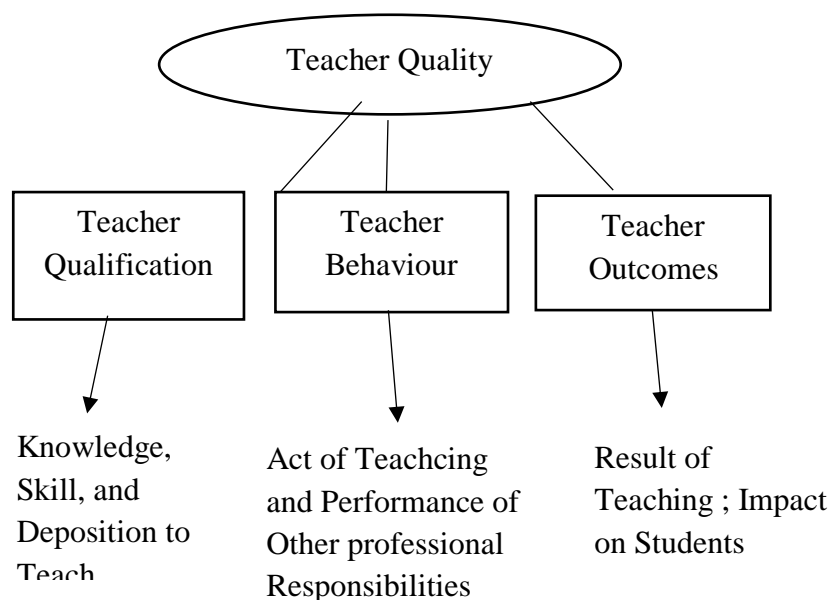 Teacher Quality
Teacher
Qualification
Teacher
Behaviour
Teacher
Outcomes
Knowledge,
Skill, and
Deposition to
Teach
Act of Teachcing
and Performance of
Other professional
Responsibilities
Result of
Teaching ; Impact
on Students